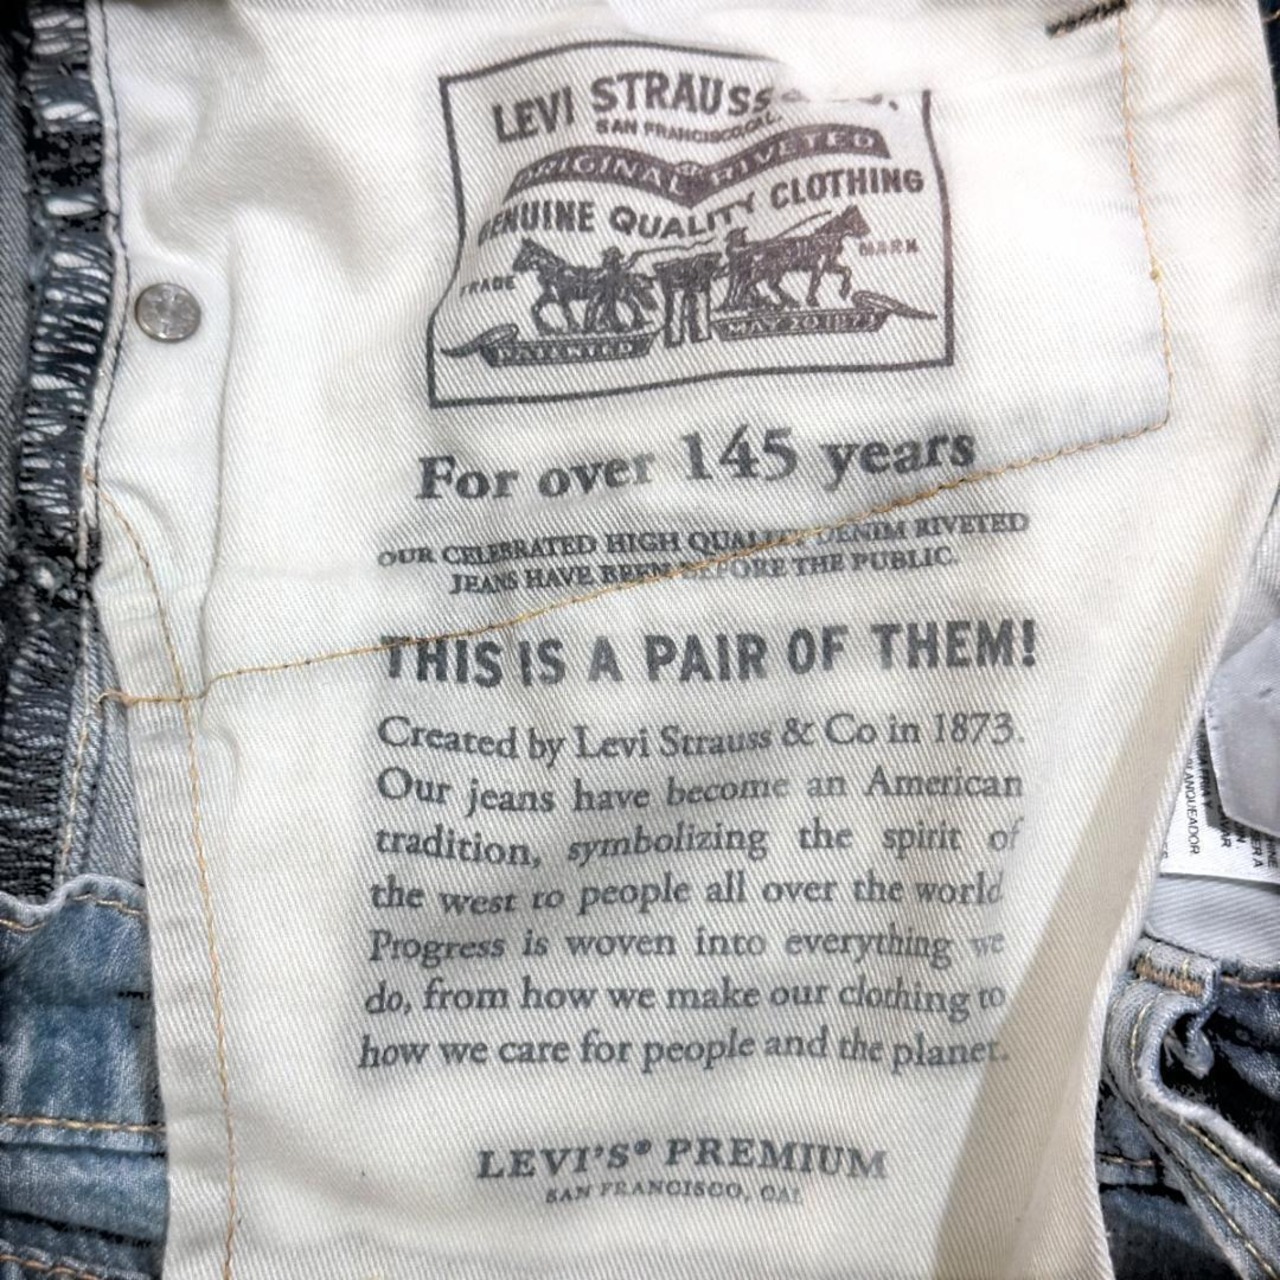 LEVI STRAUSS
SAN FRANCISCO, CAL.
ORIGINAL RIVETED
GENUINE QUALITY CLOTHING
TRADE MARK
PATENTED MAY 20 1873
For over 145 years
OUR CELEBRATED HIGH QUALITY DENIM RIVETED
JEANS HAVE BEEN BEFORE THE PUBLIC.
THIS IS A PAIR OF THEM!
Created by Levi Strauss & Co in 1873.
Our jeans have become an American
tradition, symbolizing the spirit of
the west to people all over the world
Progress is woven into everything we
do, from how we make our clothing to
how we care for people and the planet.
LEVI'S® PREMIUM
SAN FRANCISCO, CAL
BLANQUEADOR